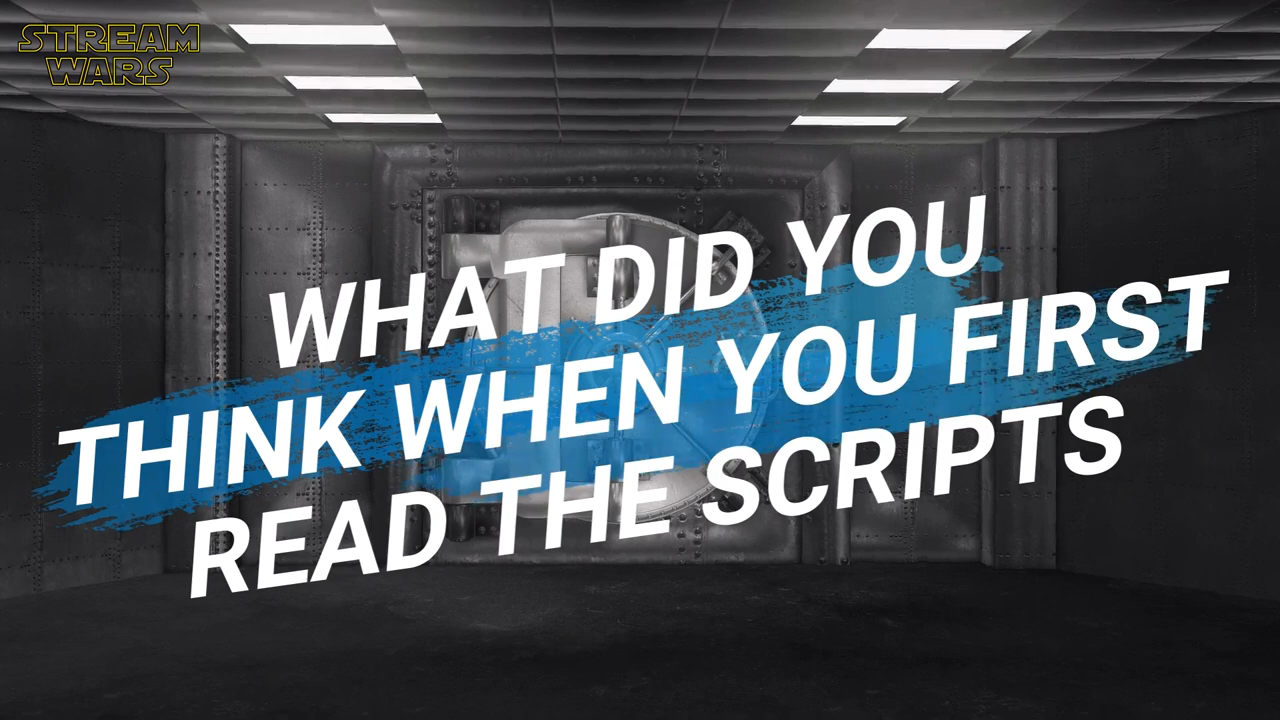 STREAM
WARS
WHAT DID YOU
THINK WHEN YOU FIRST
READ THE SCRIPTS